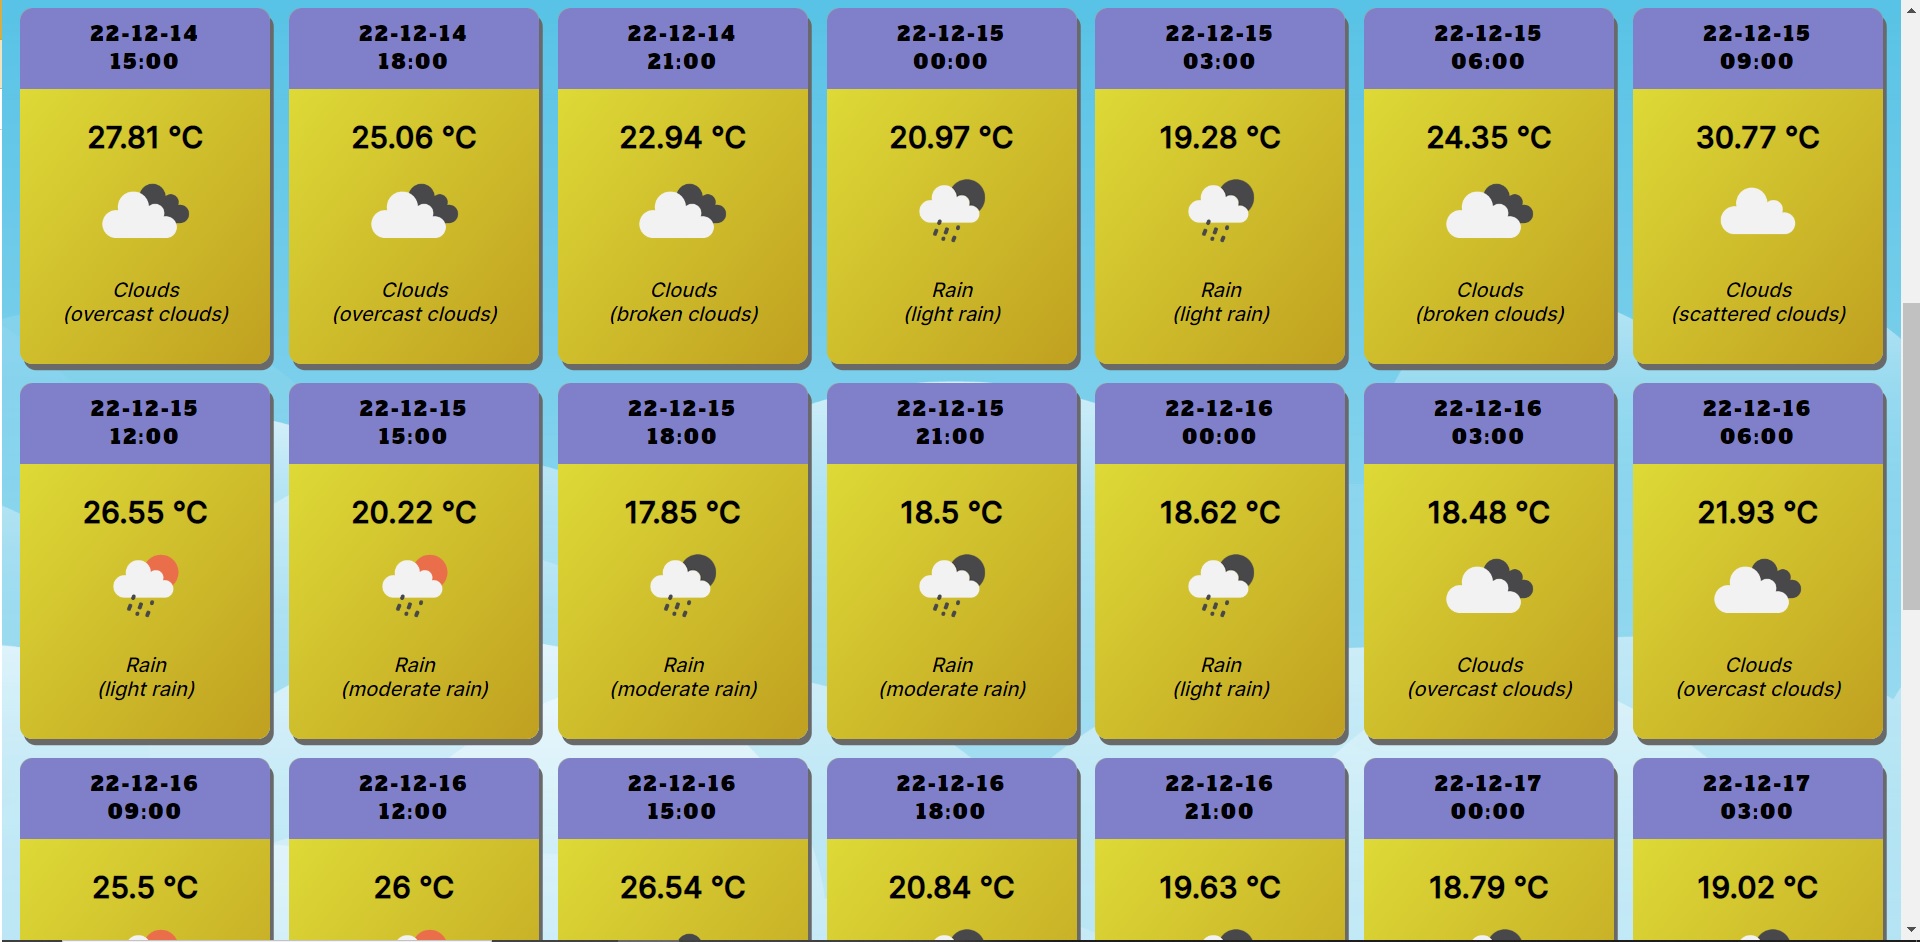 22-12-14
15:00
27.81 °C
Clouds
(overcast clouds)
22-12-14
18:00
25.06 °C
Clouds
(overcast clouds)
22-12-14
21:00
22.94 °C
Clouds
(broken clouds)
22-12-15
00:00
20.97 °C
Rain
(light rain)
22-12-15
03:00
19.28 °C
Rain
(light rain)
22-12-15
06:00
24.35 °C
Clouds
(broken clouds)
22-12-15
09:00
30.77 °C
Clouds
(scattered clouds)
22-12-15
12:00
26.55 °C
Rain
(light rain)
22-12-15
15:00
20.22 °C
Rain
(moderate rain)
22-12-15
18:00
17.85 °C
Rain
(moderate rain)
22-12-15
21:00
18.5 °C
Rain
(moderate rain)
22-12-16
00:00
18.62 °C
Rain
(light rain)
22-12-16
03:00
18.48 °C
Clouds
(overcast clouds)
22-12-16
06:00
21.93 °C
Clouds
(overcast clouds)
22-12-16
09:00
25.5 °C
22-12-16
12:00
26 °C
22-12-16
15:00
26.54 °C
22-12-16
18:00
20.84 °C
22-12-16
21:00
19.63 °C
22-12-17
00:00
18.79 °C
22-12-17
03:00
19.02 °C